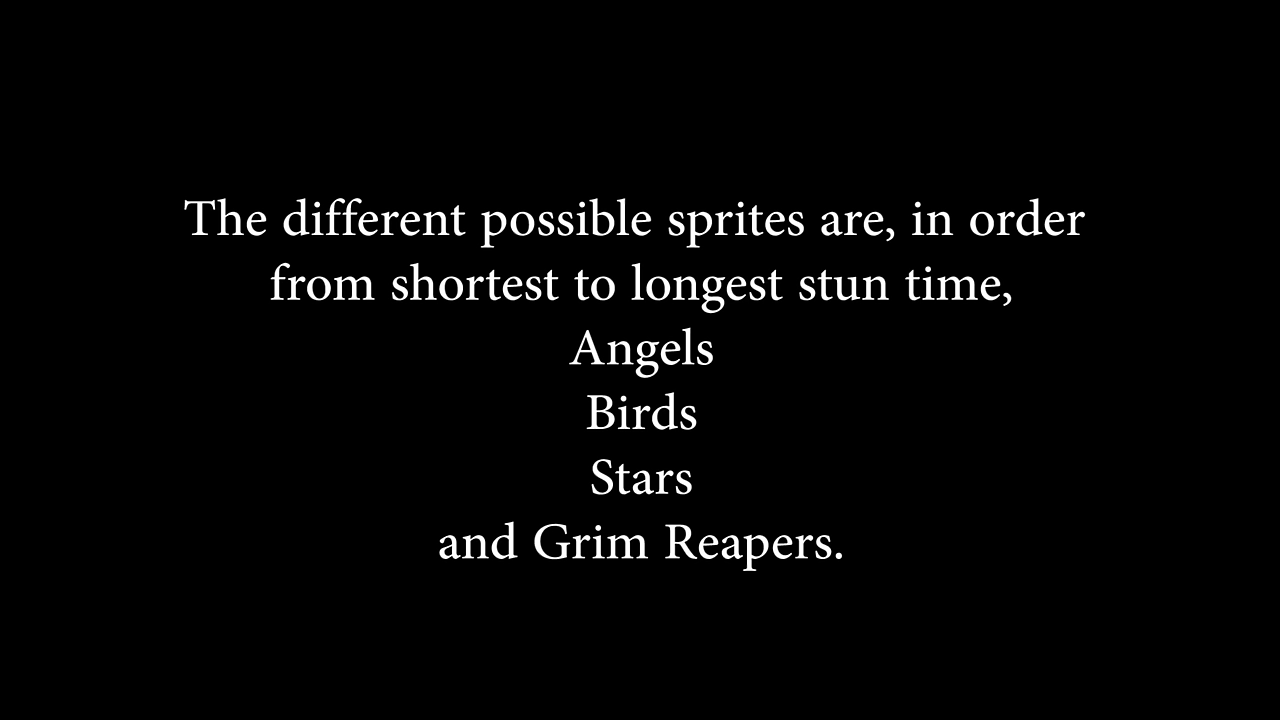 The different possible sprites are, in order
from shortest to longest stun time,
Angels
Birds
Stars
and Grim Reapers.